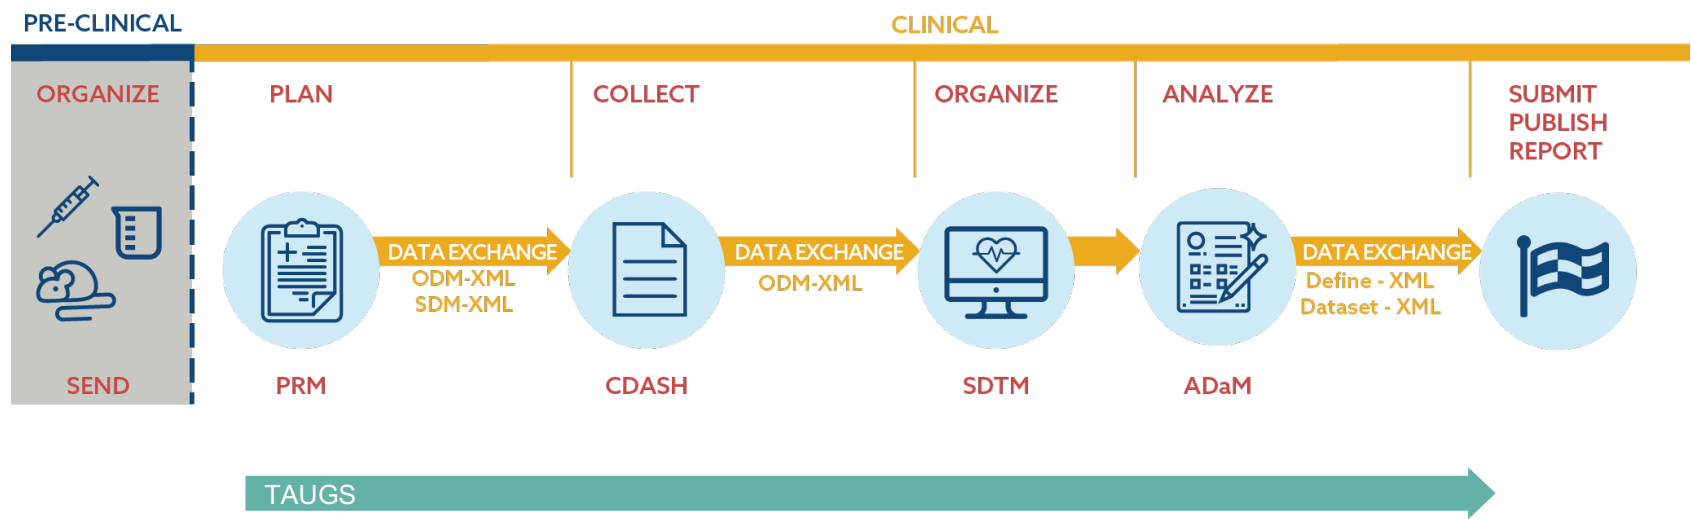 PRE-CLINICAL
CLINICAL
ORGANIZE
PLAN
COLLECT
ORGANIZE
ANALYZE
SUBMIT
PUBLISH
REPORT
DATA EXCHANGE
ODM-XML
SDM-XML
DATA EXCHANGE
ODM-XML
DATA EXCHANGE
Define - XML
Dataset - XML
SEND
PRM
CDASH
SDTM
ADaM
TAUGS